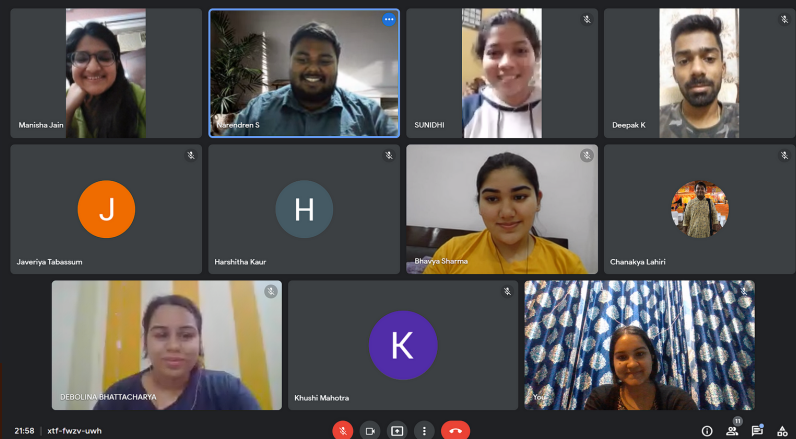 Manisha Jain
Narendren S
SUNIDHI
Deepak K
J
Javeriya Tabassum
H
Harshitha Kaur
Bhavya Sharma
Chanakya Lahiri
DEBOLINA BHATTACHARYA
K
Khushi Mahotra
You
21:58 | xtf-fwzv-uwh
11